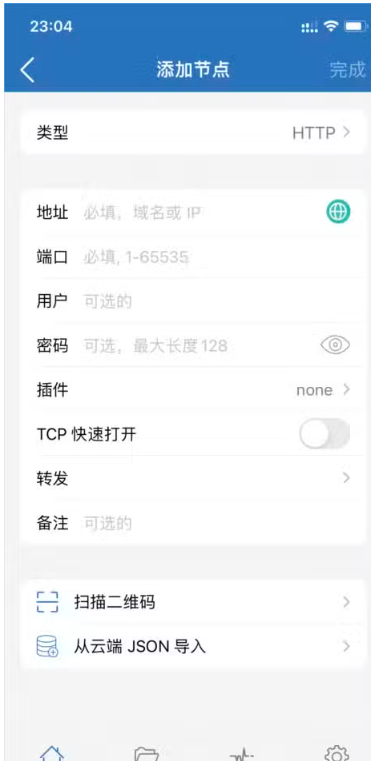 23:04
添加节点 完成
类型 HTTP
地址 必填，域名或 IP
端口 必填, 1-65535
用户 可选的
密码 可选，最大长度128
插件 none
TCP 快速打开
转发
备注 可选的
扫描二维码
从云端 JSON 导入